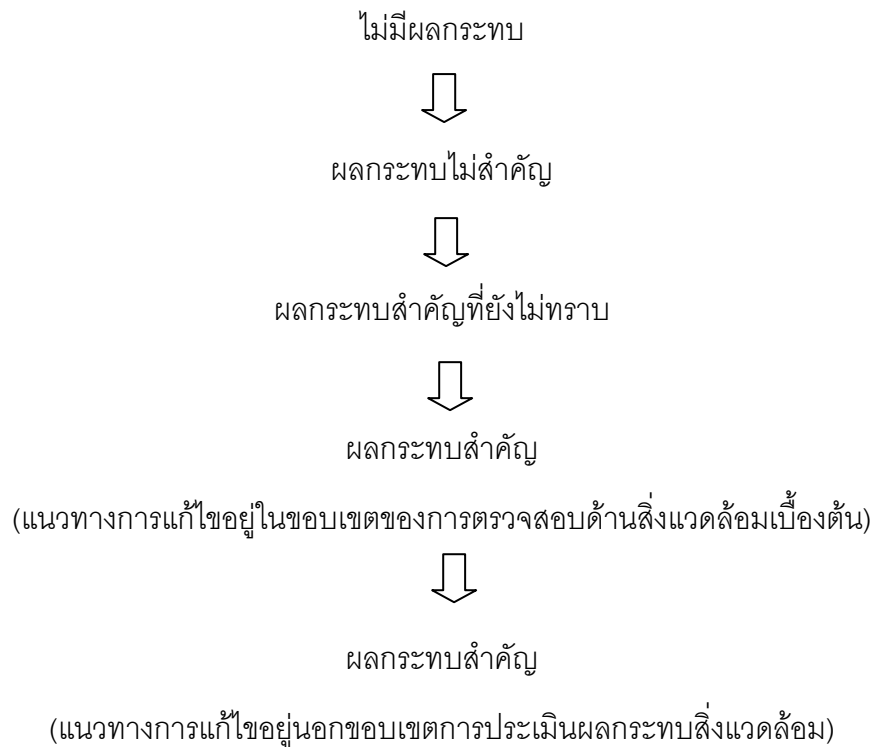 ไม่มีผลกระทบ
ผลกระทบไม่สำคัญ
ผลกระทบสำคัญที่ยังไม่ทราบ
ผลกระทบสำคัญ
(แนวทางการแก้ไขอยู่ในขอบเขตของการตรวจสอบด้านสิ่งแวดล้อมเบื้องต้น)
ผลกระทบสำคัญ
(แนวทางการแก้ไขอยู่นอกขอบเขตการประเมินผลกระทบสิ่งแวดล้อม)